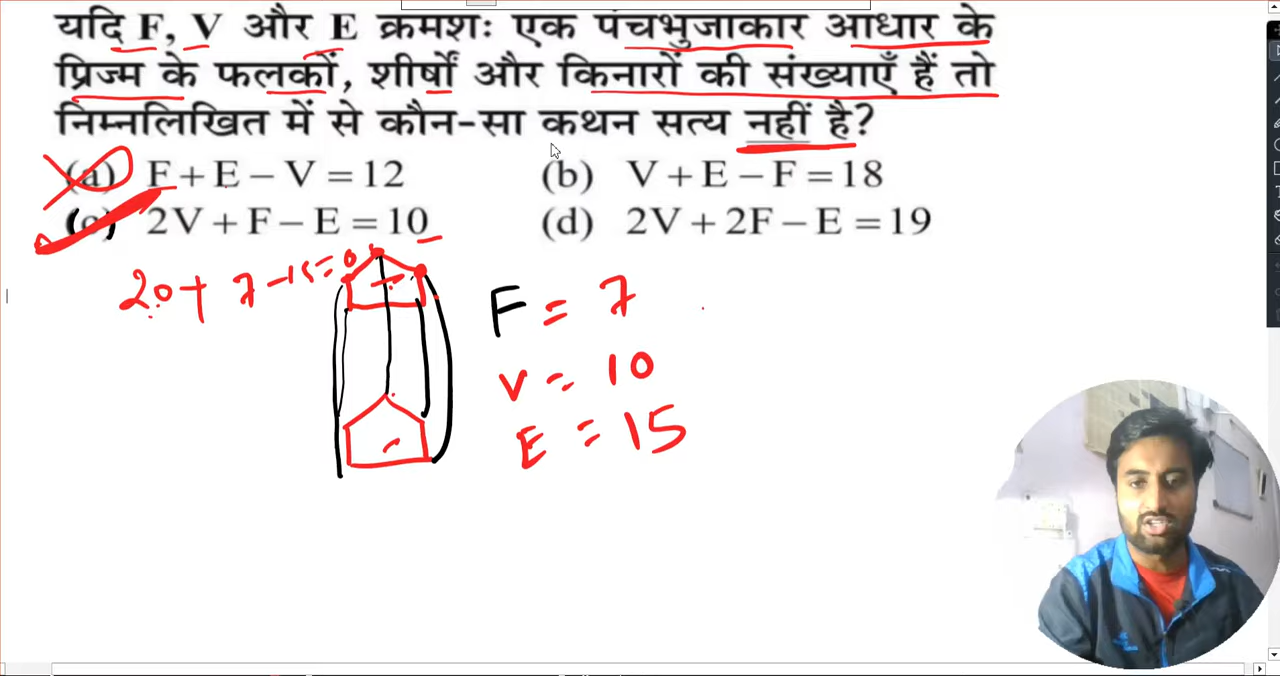 यदि F, V और E क्रमशः एक पंचभुजाकार आधार के
प्रिज्म के फलकों, शीर्षों और किनारों की संख्याएँ हैं तो
निम्नलिखित में से कौन-सा कथन सत्य नहीं है?
(a) F + E − V = 12 (b) V + E − F = 18
(c) 2V + F − E = 10 (d) 2V + 2F − E = 19
20 + 7 - 15 =
F = 7
V = 10
E = 15